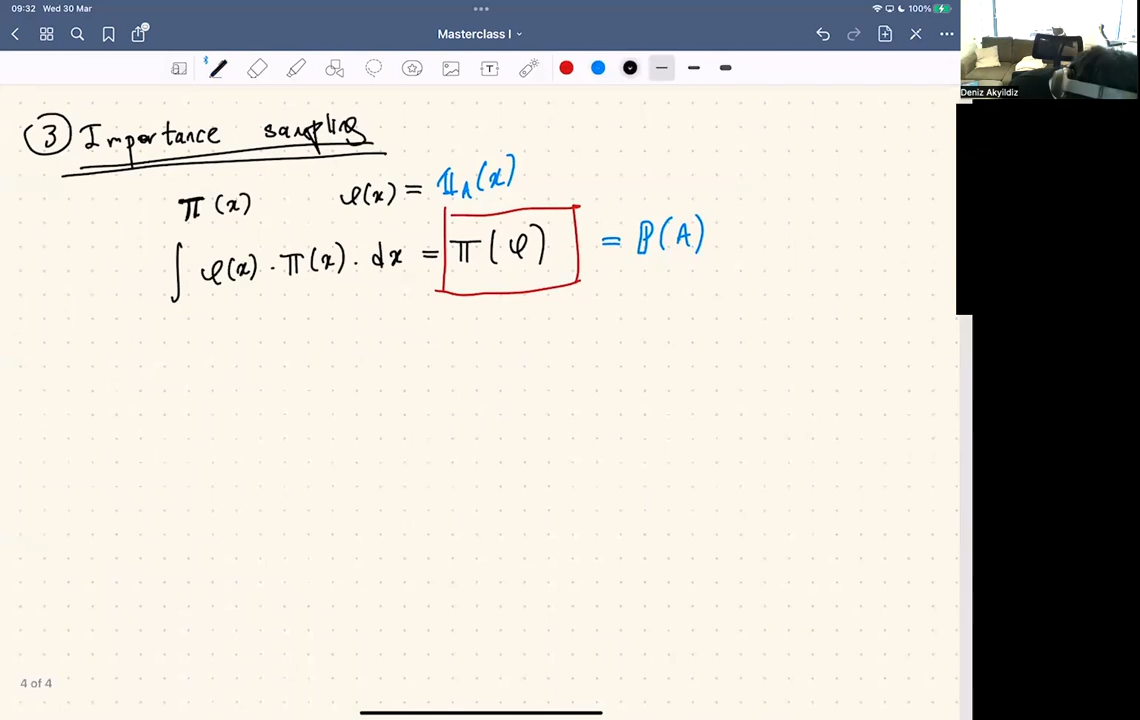 09:32 Wed 30 Mar
100%
Masterclass I
Deniz Akyildiz
③ Importance sampling
π(x) φ(x) = 𝟙_A(x)
∫ φ(x) · π(x) · dx = π(φ) = ℙ(A)
4 of 4